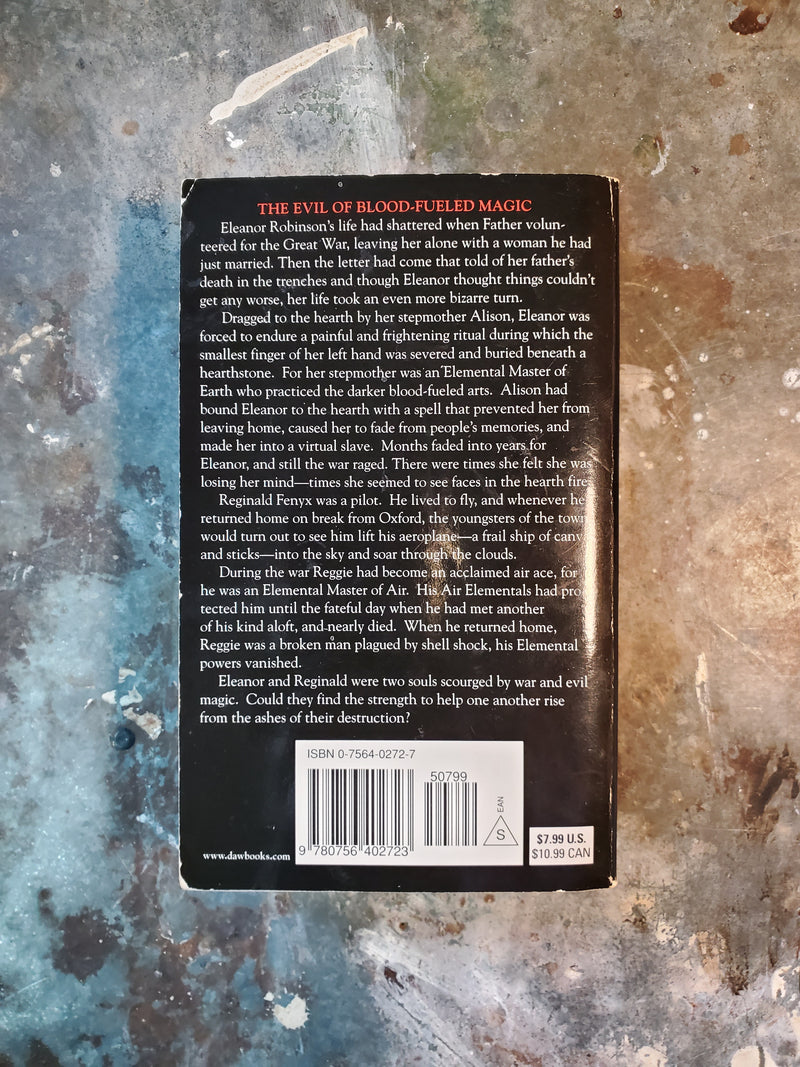 THE EVIL OF BLOOD-FUELED MAGIC
Eleanor Robinson's life had shattered when Father volun-
teered for the Great War, leaving her alone with a woman he had
just married. Then the letter had come that told of her father's
death in the trenches and though Eleanor thought things couldn't
get any worse, her life took an even more bizarre turn.
Dragged to the hearth by her stepmother Alison, Eleanor was
forced to endure a painful and frightening ritual during which the
smallest finger of her left hand was severed and buried beneath a
hearthstone. For her stepmother was an Elemental Master of
Earth who practiced the darker blood-fueled arts. Alison had
bound Eleanor to the hearth with a spell that prevented her from
leaving home, caused her to fade from people's memories, and
made her into a virtual slave. Months faded into years for
Eleanor, and still the war raged. There were times she felt she was
losing her mind—times she seemed to see faces in the hearth fire
Reginald Fenyx was a pilot. He lived to fly, and whenever he
returned home on break from Oxford, the youngsters of the town
would turn out to see him lift his aeroplane—a frail ship of canv
and sticks—into the sky and soar through the clouds.
During the war Reggie had become an acclaimed air ace, for
he was an Elemental Master of Air. His Air Elementals had pro
tected him until the fateful day when he had met another
of his kind aloft, and nearly died. When he returned home,
Reggie was a broken man plagued by shell shock, his Elemental
powers vanished.
Eleanor and Reginald were two souls scourged by war and evil
magic. Could they find the strength to help one another rise
from the ashes of their destruction?
ISBN 0-7564-0272-7
50799
EAN
S
9 780756 402723
www.dawbooks.com
$7.99 U.S.
$10.99 CAN